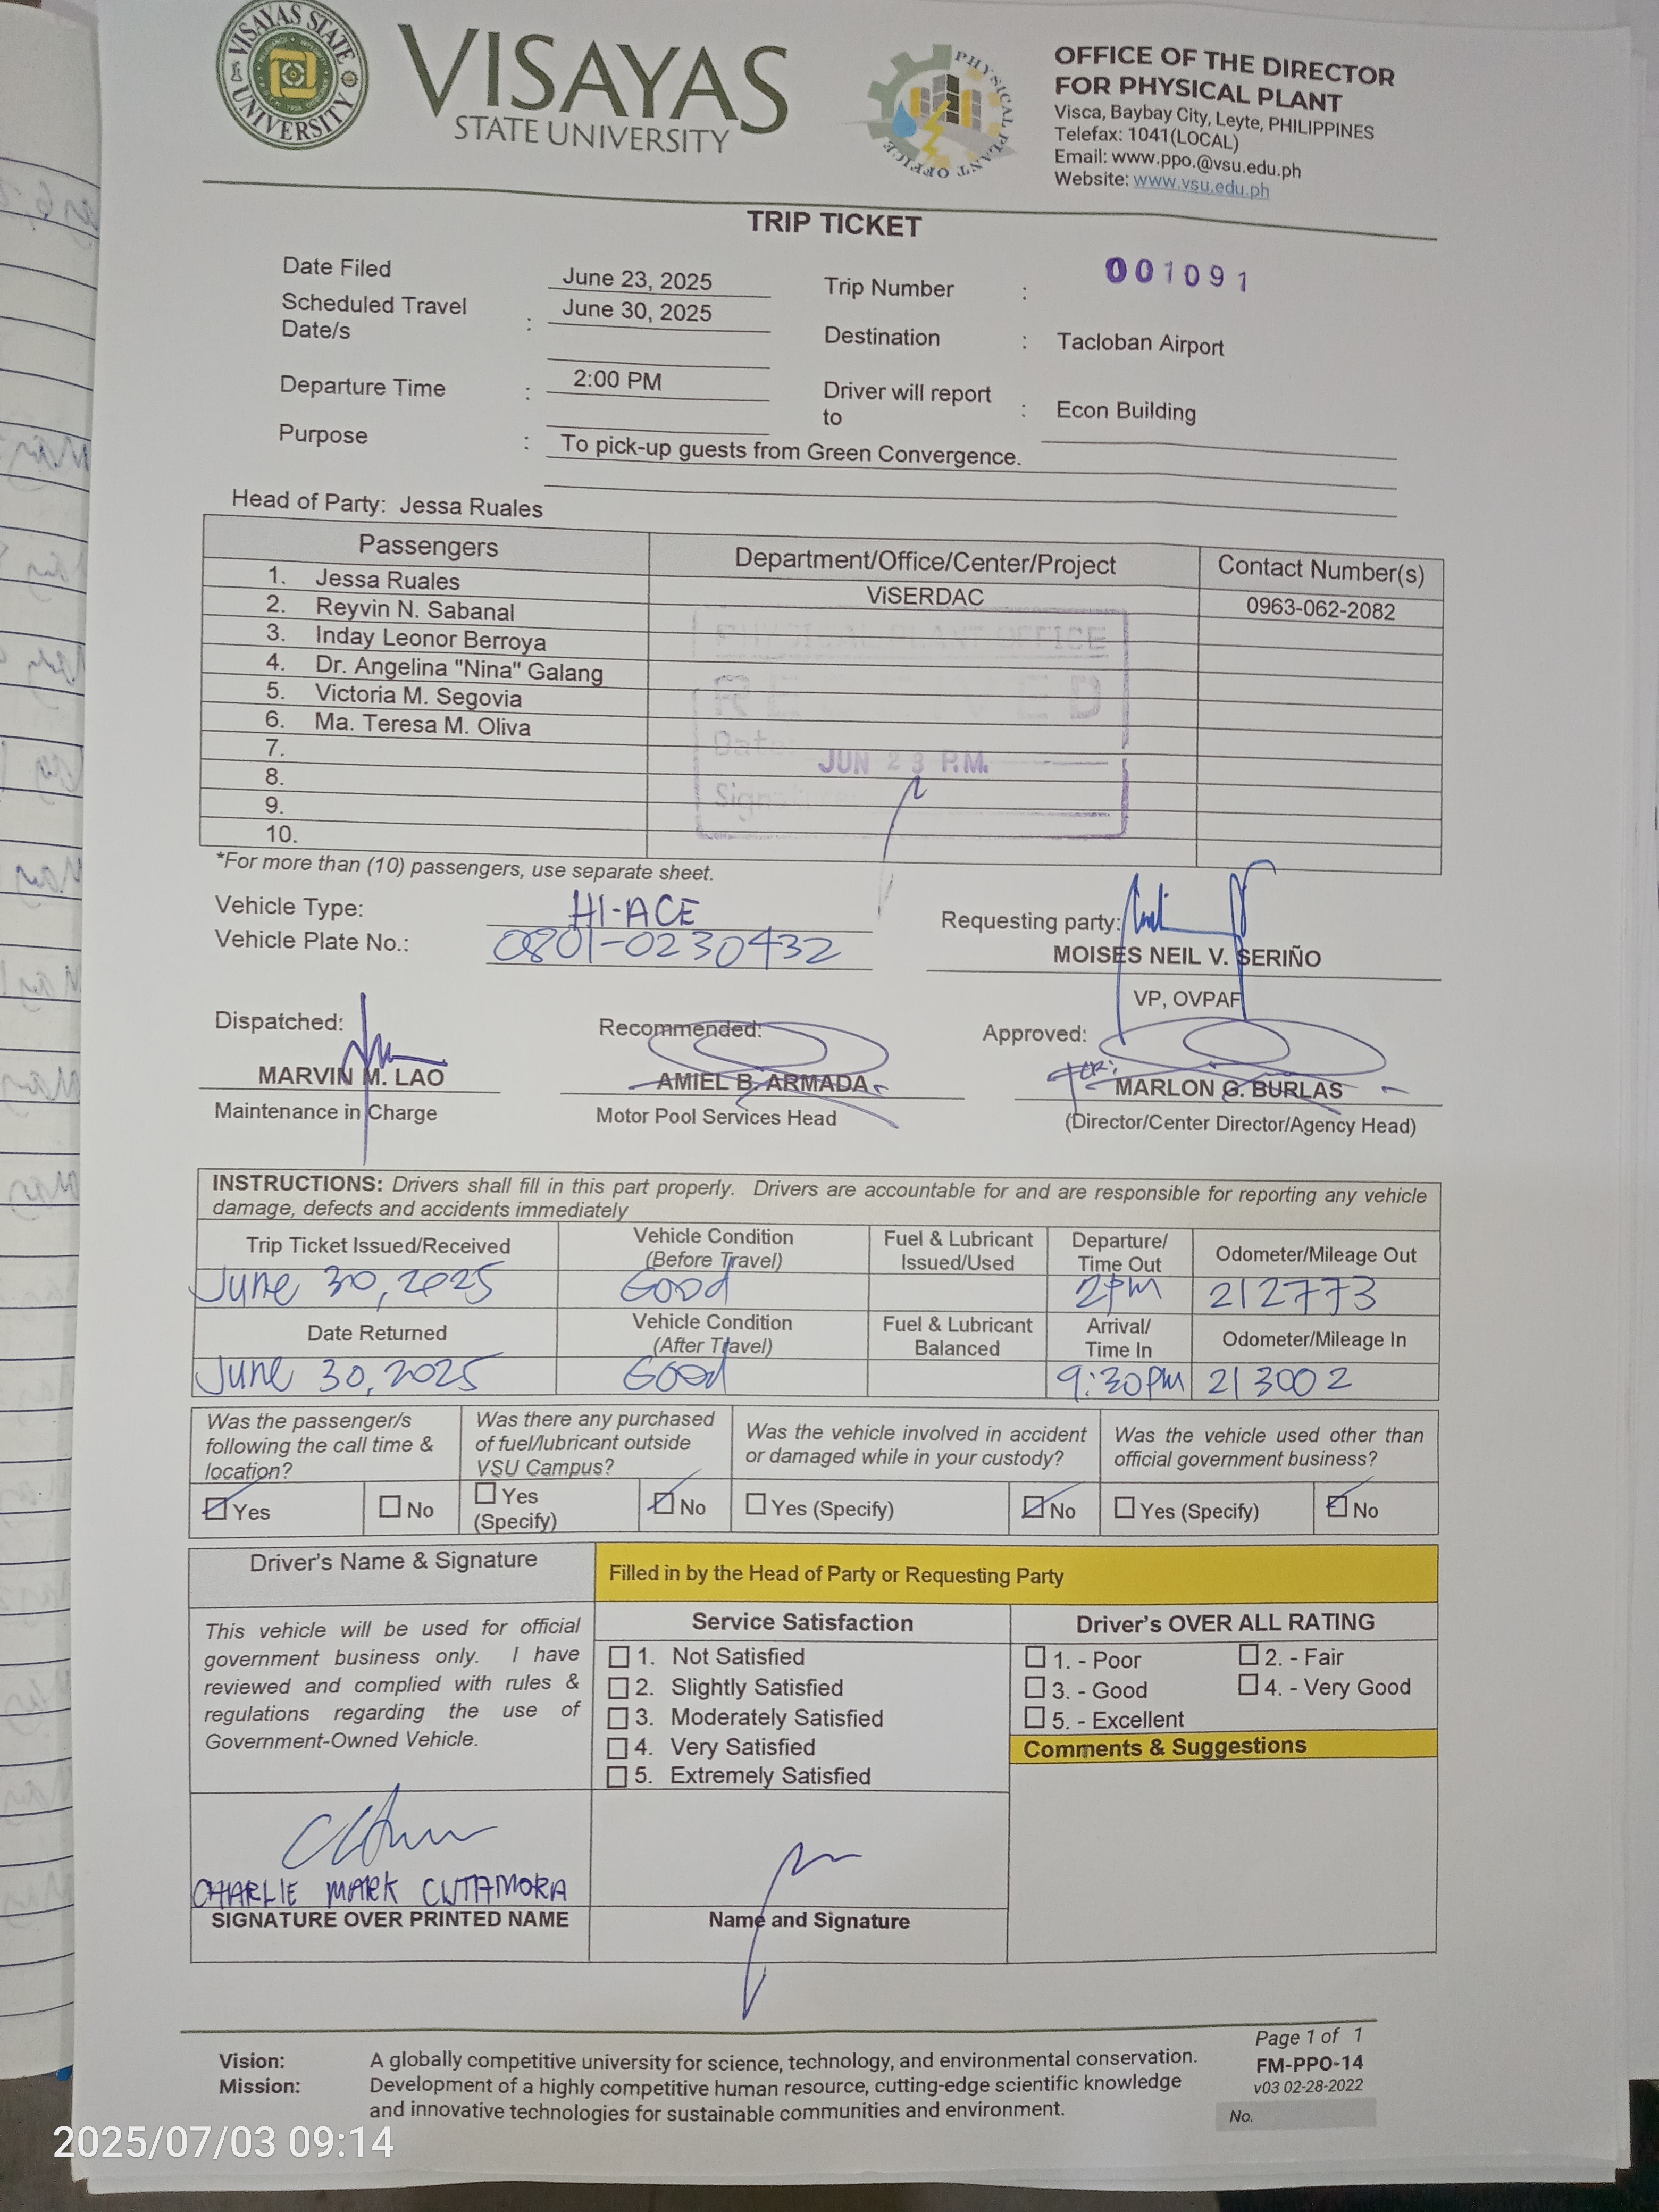 VISAYAS STATE UNIVERSITY
VISAYAS
STATE UNIVERSITY
PHYSICAL PLANT OFFICE
OFFICE OF THE DIRECTOR
FOR PHYSICAL PLANT
Visca, Baybay City, Leyte, PHILIPPINES
Telefax: 1041(LOCAL)
Email: www.ppo.@vsu.edu.ph
Website: www.vsu.edu.ph
TRIP TICKET
Date Filed June 23, 2025 Trip Number : 001091
Scheduled Travel Date/s : June 30, 2025 Destination : Tacloban Airport
Departure Time : 2:00 PM Driver will report to : Econ Building
Purpose : To pick-up guests from Green Convergence.
Head of Party: Jessa Ruales
Passengers Department/Office/Center/Project Contact Number(s)
1. Jessa Ruales ViSERDAC 0963-062-2082
2. Reyvin N. Sabanal
3. Inday Leonor Berroya
4. Dr. Angelina "Nina" Galang
5. Victoria M. Segovia
6. Ma. Teresa M. Oliva
7.
8.
9.
10.
PHYSICAL PLANT OFFICE
RECEIVED
Date:
JUN 23 P.M.
Signature:
*For more than (10) passengers, use separate sheet.
Vehicle Type: HI-ACE
Vehicle Plate No.: 0801-0230432
Requesting party:
MOISES NEIL V. SERIÑO
VP, OVPAF
Dispatched: Recommended: Approved:
MARVIN M. LAO AMIEL B. ARMADA for: MARLON G. BURLAS
Maintenance in Charge Motor Pool Services Head (Director/Center Director/Agency Head)
INSTRUCTIONS: Drivers shall fill in this part properly. Drivers are accountable for and are responsible for reporting any vehicle
damage, defects and accidents immediately
Trip Ticket Issued/Received Vehicle Condition (Before Travel) Fuel & Lubricant Issued/Used Departure/ Time Out Odometer/Mileage Out
June 30, 2025 Good 2pm 212773
Date Returned Vehicle Condition (After Travel) Fuel & Lubricant Balanced Arrival/ Time In Odometer/Mileage In
June 30, 2025 Good 9:30pm 213002
Was the passenger/s following the call time & location? Was there any purchased of fuel/lubricant outside VSU Campus? Was the vehicle involved in accident or damaged while in your custody? Was the vehicle used other than official government business?
Yes No Yes (Specify) No Yes (Specify) No Yes (Specify) No
Driver's Name & Signature
Filled in by the Head of Party or Requesting Party
This vehicle will be used for official
government business only. I have
reviewed and complied with rules &
regulations regarding the use of
Government-Owned Vehicle.
Service Satisfaction
1. Not Satisfied
2. Slightly Satisfied
3. Moderately Satisfied
4. Very Satisfied
5. Extremely Satisfied
Driver's OVER ALL RATING
1. - Poor 2. - Fair
3. - Good 4. - Very Good
5. - Excellent
Comments & Suggestions
CHARLIE MARK CUTAMORA
SIGNATURE OVER PRINTED NAME
Name and Signature
Vision: A globally competitive university for science, technology, and environmental conservation.
Mission: Development of a highly competitive human resource, cutting-edge scientific knowledge
and innovative technologies for sustainable communities and environment.
Page 1 of 1
FM-PPO-14
v03 02-28-2022
No.
2025/07/03 09:14